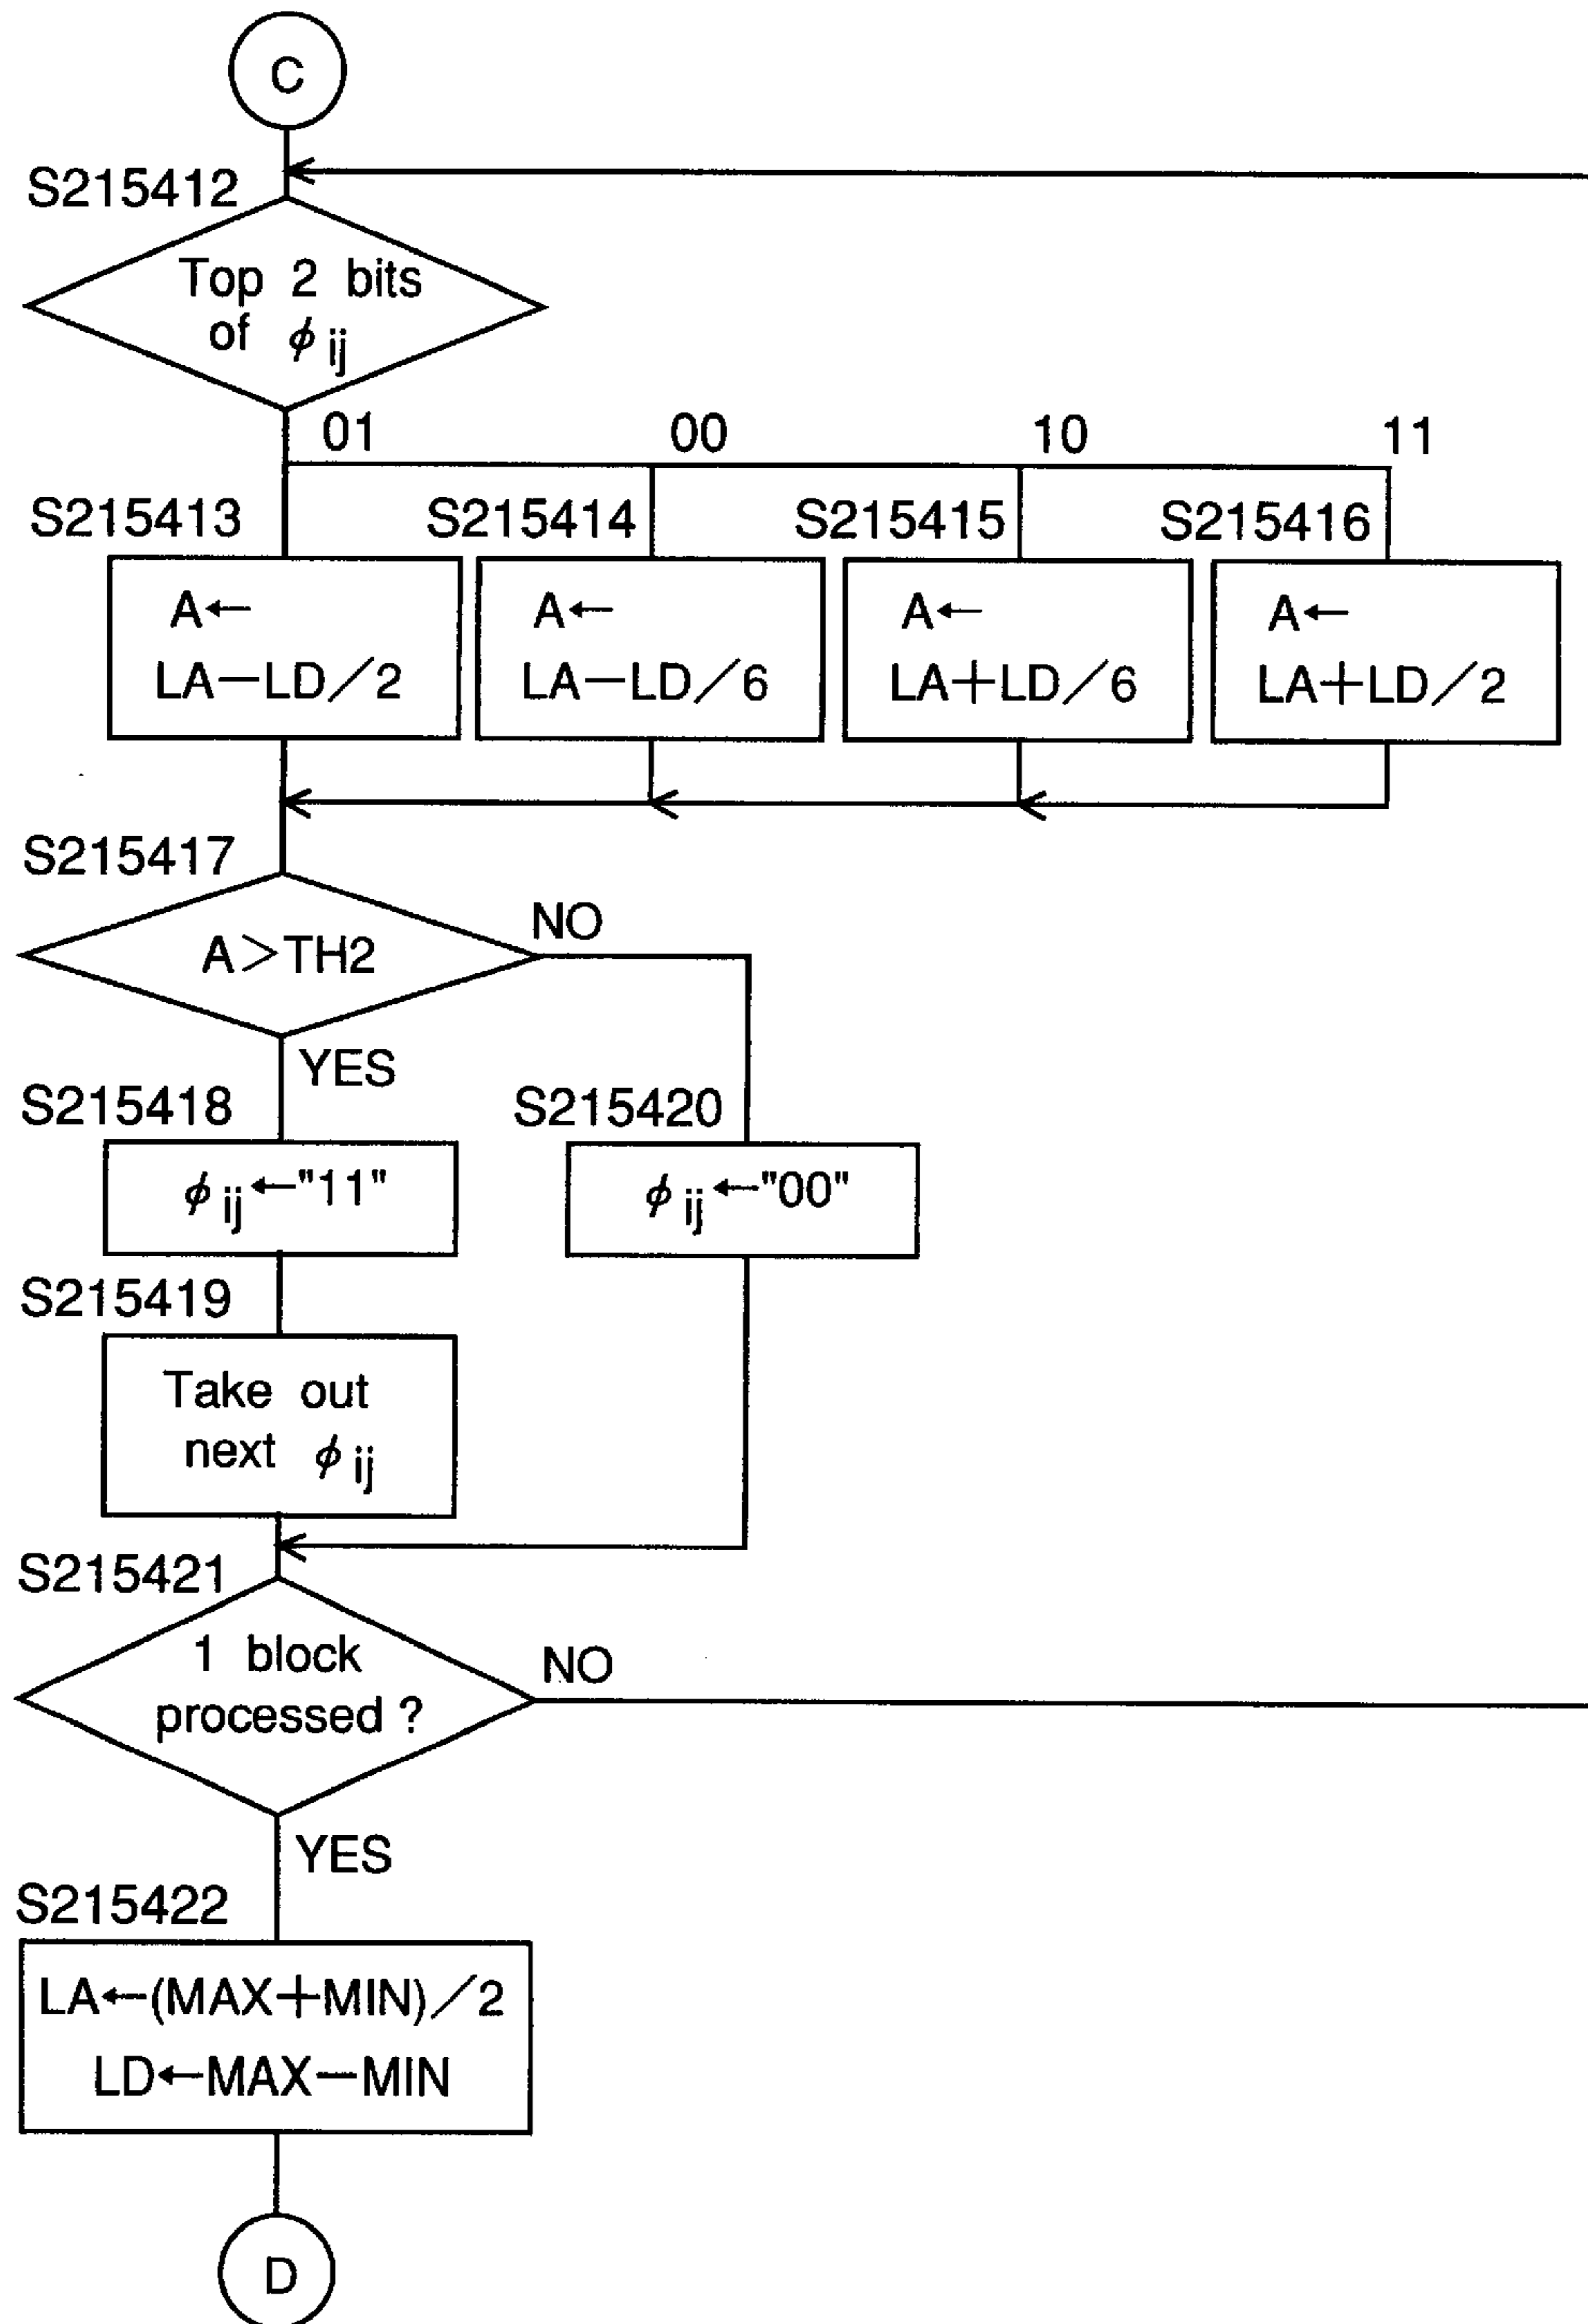 C
S215412
Top 2 bits
of ϕij
01 00 10 11
S215413 S215414 S215415 S215416
A← A← A← A←
LA−LD/2 LA−LD/6 LA+LD/6 LA+LD/2
S215417
A>TH2
NO
YES
S215418 S215420
ϕij←"11" ϕij←"00"
S215419
Take out
next ϕij
S215421
1 block
processed ?
NO
YES
S215422
LA←(MAX+MIN)/2
LD←MAX−MIN
D